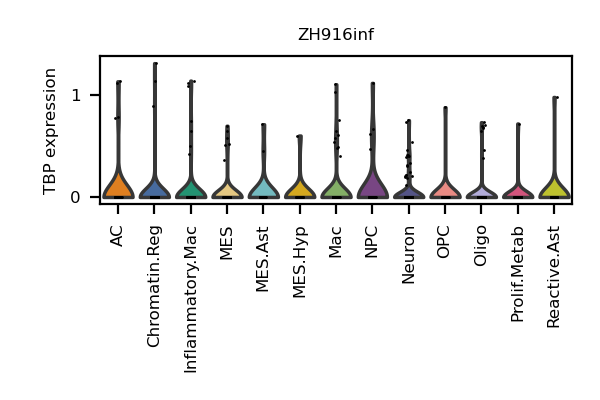 ZH916inf
TBP expression
1
0
AC
Chromatin.Reg
Inflammatory.Mac
MES
MES.Ast
MES.Hyp
Mac
NPC
Neuron
OPC
Oligo
Prolif.Metab
Reactive.Ast